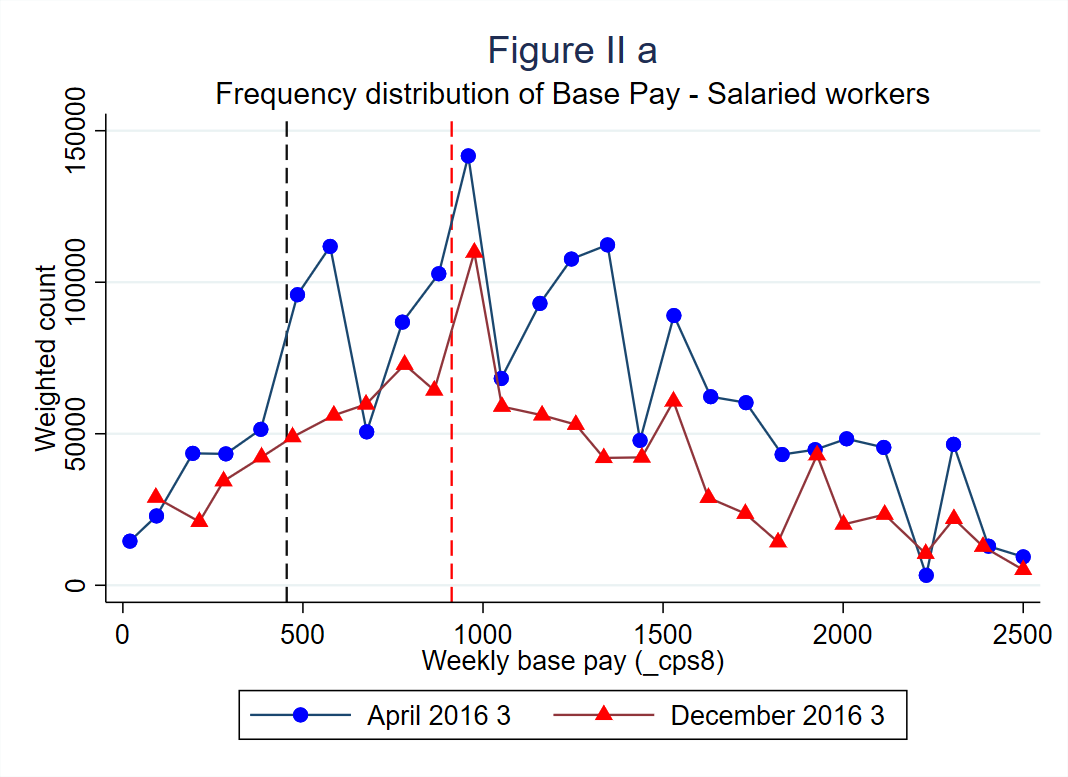 Figure II a
Frequency distribution of Base Pay - Salaried workers
Weighted count
150000
100000
50000
0
0 500 1000 1500 2000 2500
Weekly base pay (_cps8)
April 2016 3 December 2016 3